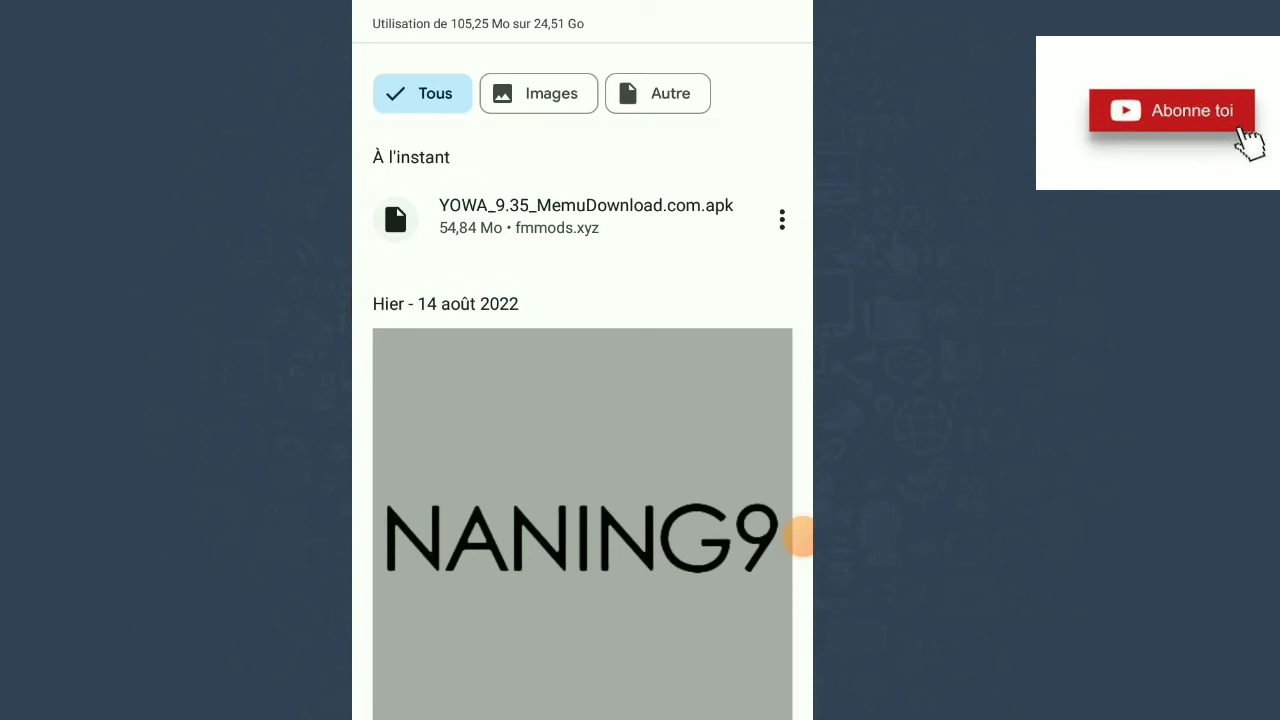 Utilisation de 105,25 Mo sur 24,51 Go
Tous
Images
Autre
À l'instant
YOWA_9.35_MemuDownload.com.apk
54,84 Mo • fmmods.xyz
Hier - 14 août 2022
NANING9
Abonne toi